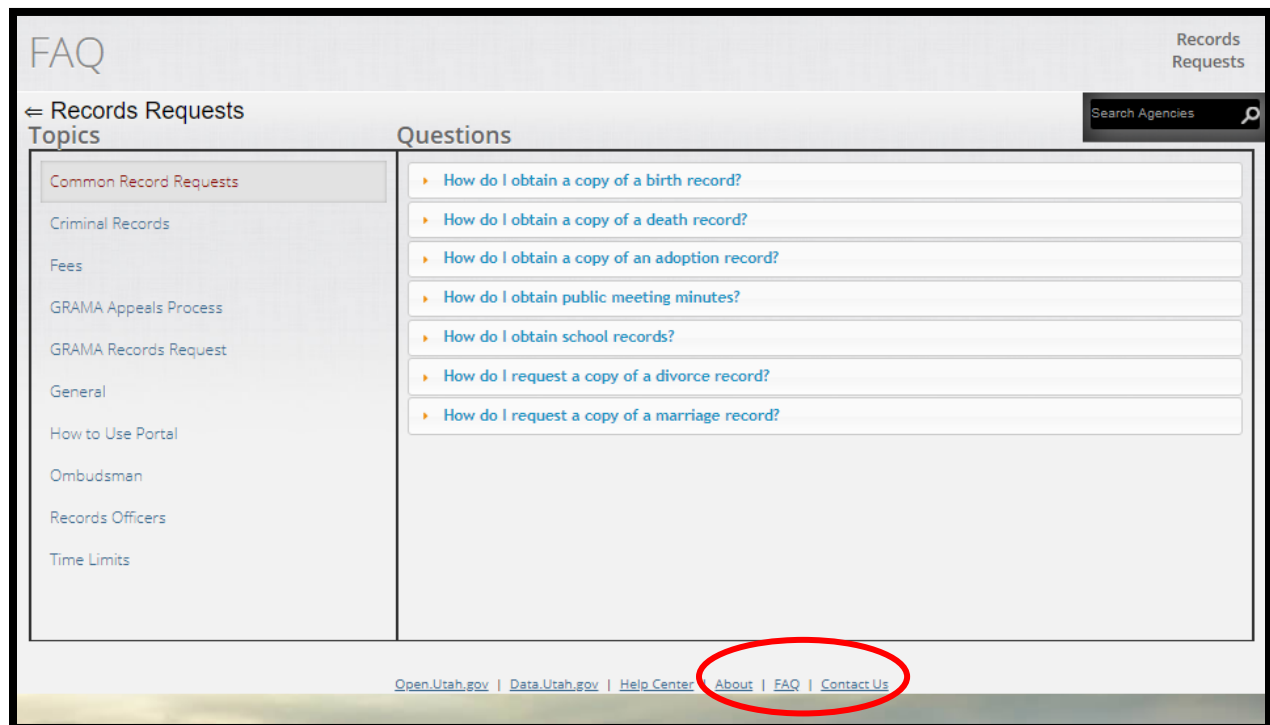 FAQ
Records
Requests
⇐ Records Requests
Search Agencies
Topics
Questions
Common Record Requests
Criminal Records
Fees
GRAMA Appeals Process
GRAMA Records Request
General
How to Use Portal
Ombudsman
Records Officers
Time Limits
How do I obtain a copy of a birth record?
How do I obtain a copy of a death record?
How do I obtain a copy of an adoption record?
How do I obtain public meeting minutes?
How do I obtain school records?
How do I request a copy of a divorce record?
How do I request a copy of a marriage record?
Open.Utah.gov | Data.Utah.gov | Help Center | About | FAQ | Contact Us